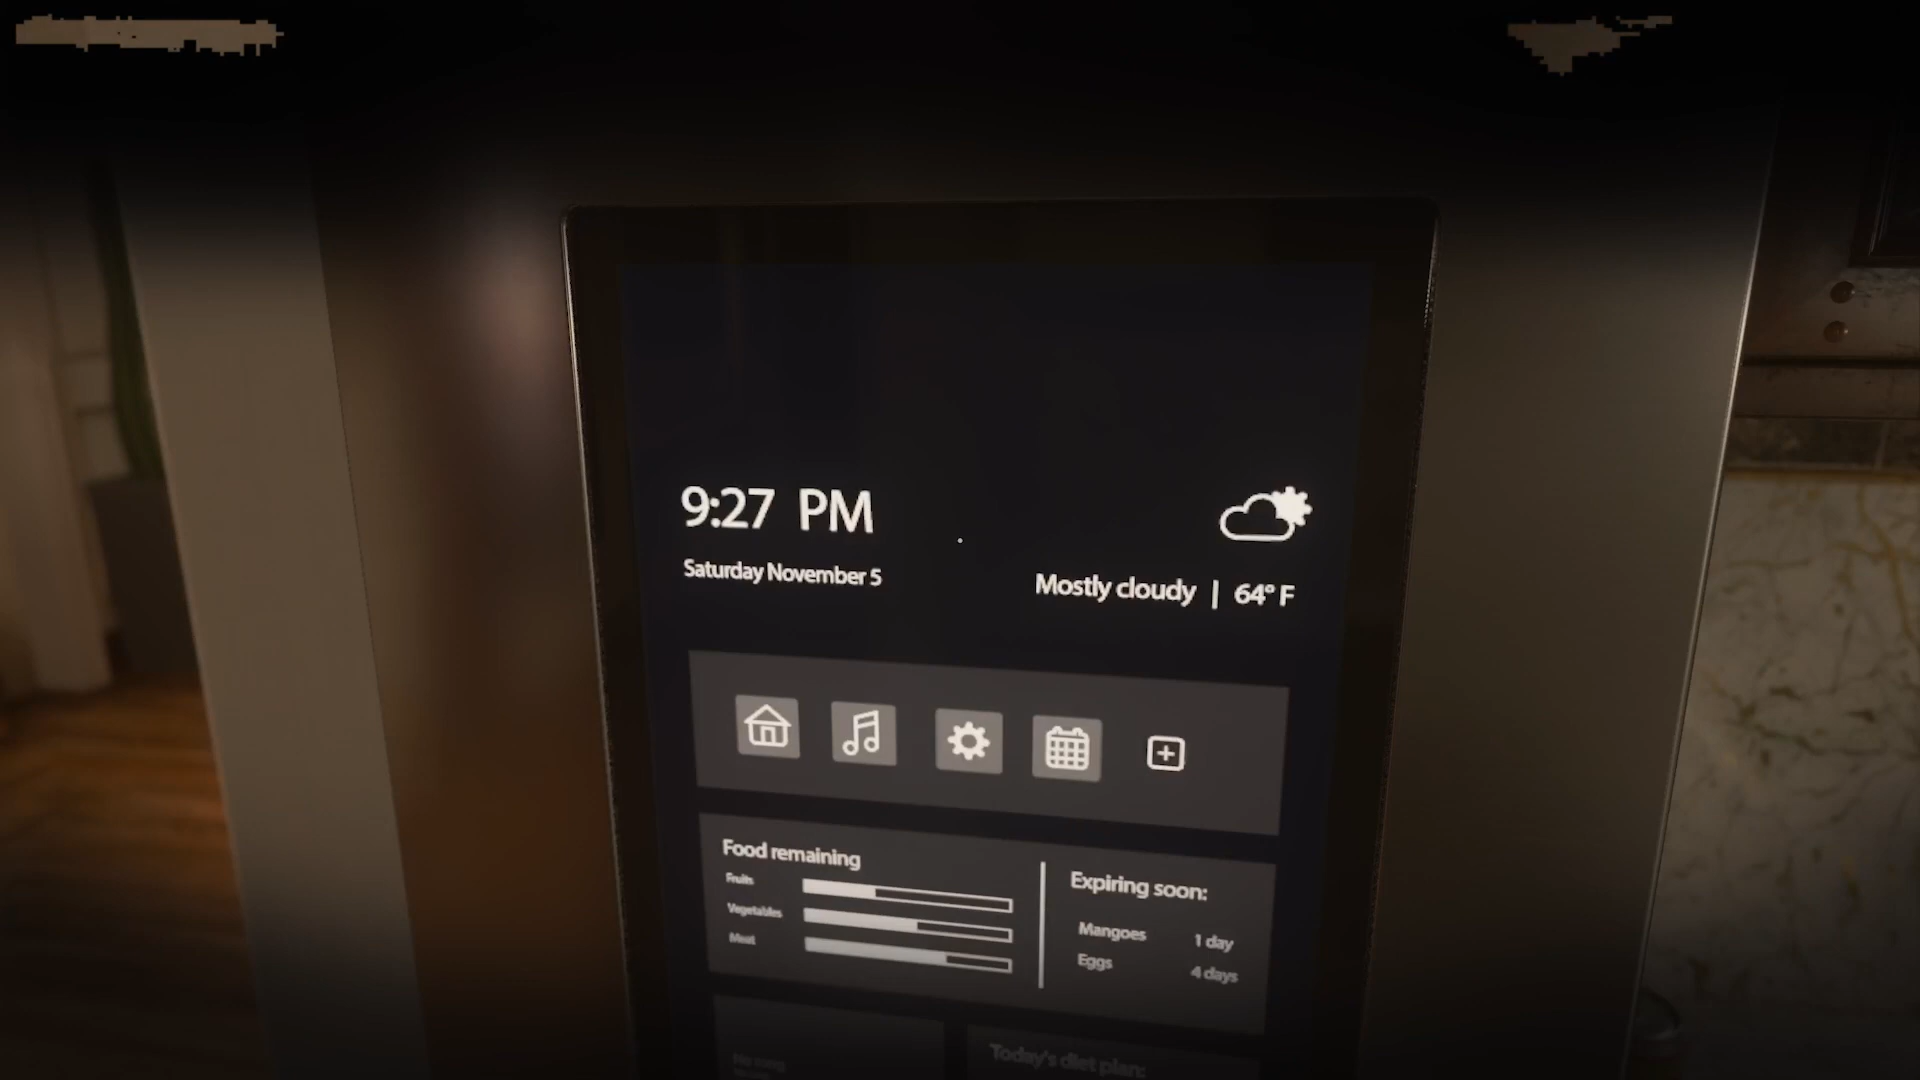 9:27 PM
Saturday November 5
Mostly cloudy | 64° F
Food remaining
Fruits
Vegetables
Meat
Expiring soon:
Mangoes 1 day
Eggs 4 days
Today's diet plan: